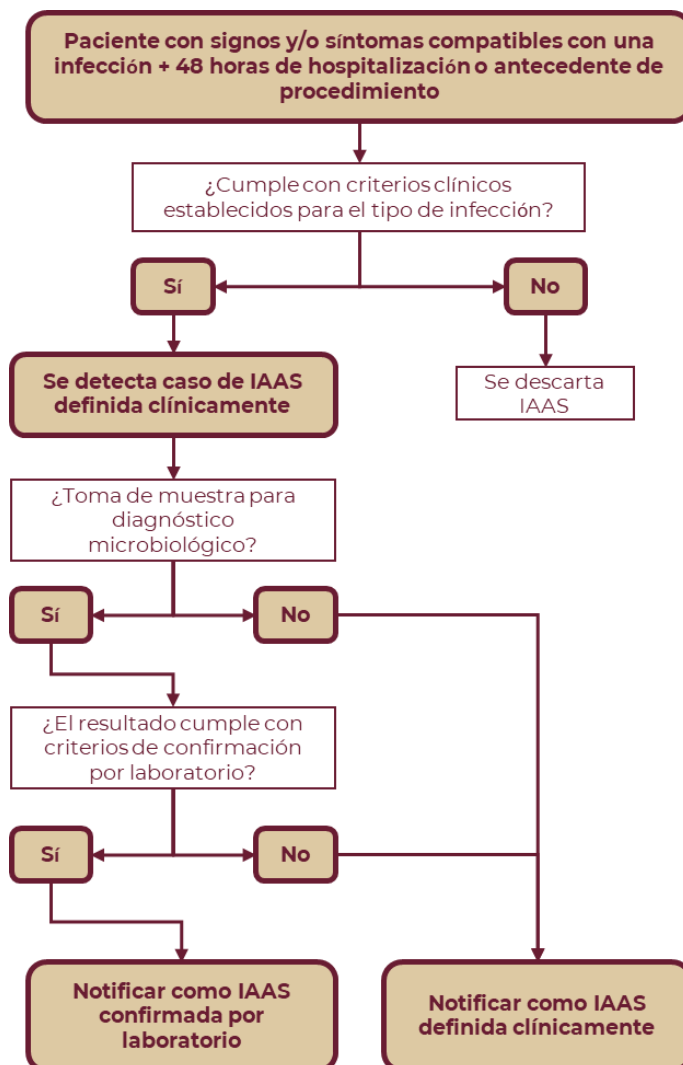 Paciente con signos y/o síntomas compatibles con una
infección + 48 horas de hospitalización o antecedente de
procedimiento
¿Cumple con criterios clínicos
establecidos para el tipo de infección?
Sí
No
Se detecta caso de IAAS
definida clínicamente
Se descarta
IAAS
¿Toma de muestra para
diagnóstico
microbiológico?
Sí
No
¿El resultado cumple con
criterios de confirmación
por laboratorio?
Sí
No
Notificar como IAAS
confirmada por
laboratorio
Notificar como IAAS
definida clínicamente